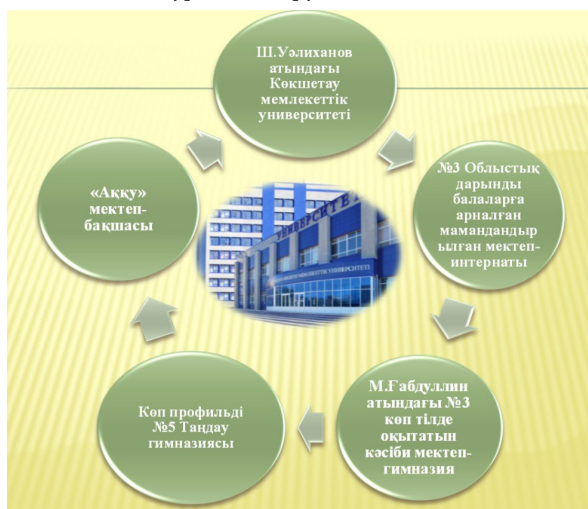 Ш.Уәлиханов
атындағы
Көкшетау
мемлекеттік
университеті
№3 Облыстық
дарынды
балаларға
арналған
мамандандыр
ылған мектеп-
интернаты
М.Ғабдуллин
атындағы №3
көп тілде
оқытатын
кәсіби мектеп-
гимназия
Көп профильді
№5 Таңдау
гимназиясы
«Аққу»
мектеп-
бақшасы
УНИВЕРСИТЕТ